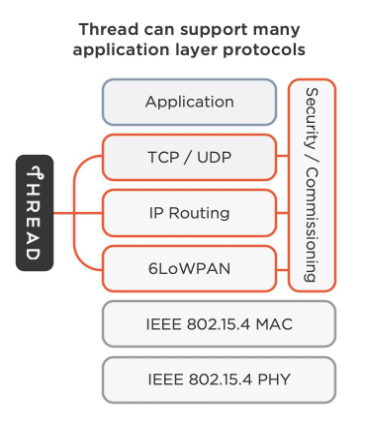 Thread can support many
application layer protocols
Application
TCP / UDP
IP Routing
6LoWPAN
Security / Commissioning
THREAD
IEEE 802.15.4 MAC
IEEE 802.15.4 PHY